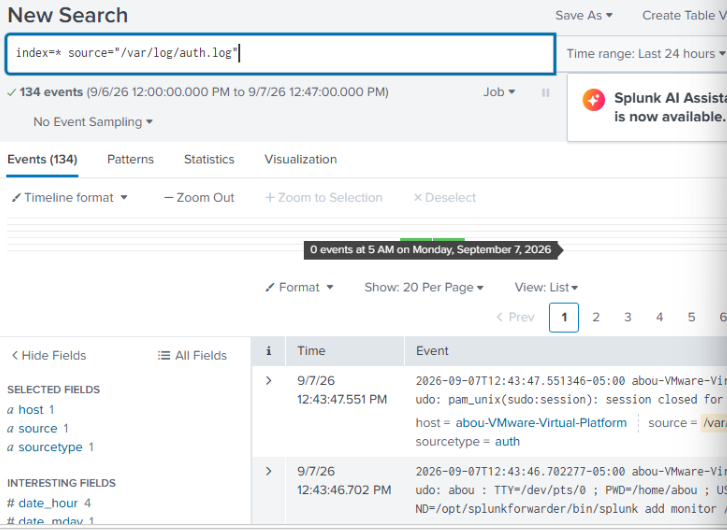 New Search
Save As
Create Table V
index=* source="/var/log/auth.log"
Time range: Last 24 hours
134 events (9/6/26 12:00:00.000 PM to 9/7/26 12:47:00.000 PM)
Job
No Event Sampling
Splunk AI Assista
is now available.
Events (134)
Patterns
Statistics
Visualization
Timeline format
— Zoom Out
+ Zoom to Selection
× Deselect
0 events at 5 AM on Monday, September 7, 2026
Format
Show: 20 Per Page
View: List
< Prev
1
2
3
4
5
6
< Hide Fields
All Fields
i
Time
Event
SELECTED FIELDS
a host 1
a source 1
a sourcetype 1
INTERESTING FIELDS
# date_hour 4
# date_mday 1
>
9/7/26
12:43:47.551 PM
2026-09-07T12:43:47.551346-05:00 abou-VMware-Vir
udo: pam_unix(sudo:session): session closed for
host = abou-VMware-Virtual-Platform
source = /var/
sourcetype = auth
>
9/7/26
12:43:46.702 PM
2026-09-07T12:43:46.702277-05:00 abou-VMware-Vir
udo: abou : TTY=/dev/pts/0 ; PWD=/home/abou ; US
ND=/opt/splunkforwarder/bin/splunk add monitor /